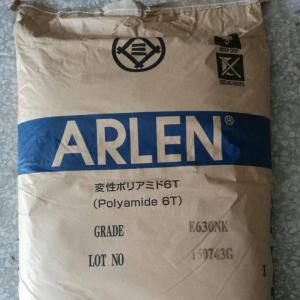 ARLEN®
変性ポリアミド6T
(Polyamide 6T)
GRADE E630NK
LOT NO 150743G